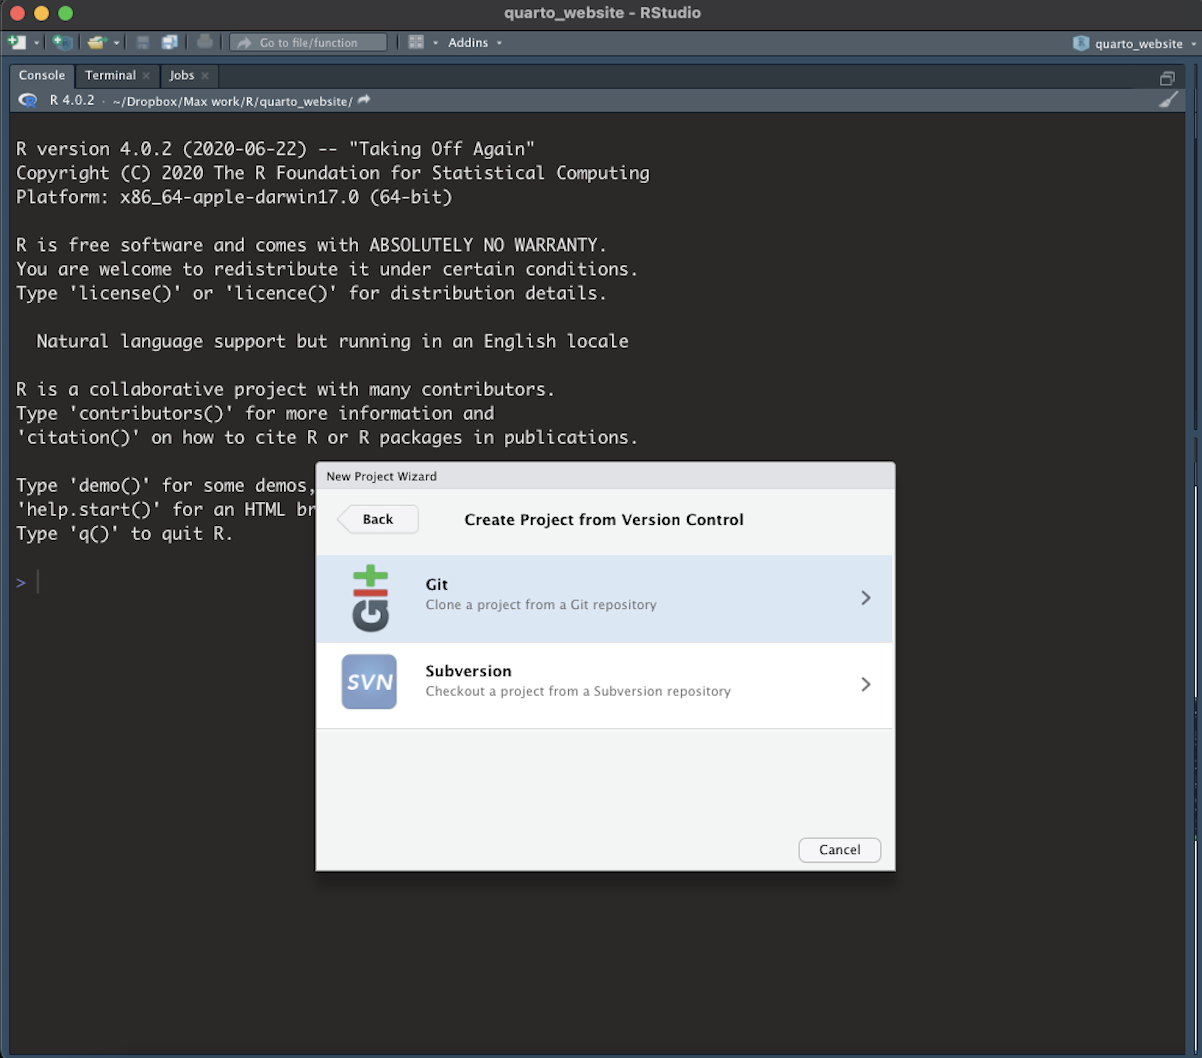 quarto_website - RStudio
Go to file/function
Addins
quarto_website
Console Terminal Jobs
R 4.0.2 · ~/Dropbox/Max work/R/quarto_website/
R version 4.0.2 (2020-06-22) -- "Taking Off Again"
Copyright (C) 2020 The R Foundation for Statistical Computing
Platform: x86_64-apple-darwin17.0 (64-bit)
R is free software and comes with ABSOLUTELY NO WARRANTY.
You are welcome to redistribute it under certain conditions.
Type 'license()' or 'licence()' for distribution details.
Natural language support but running in an English locale
R is a collaborative project with many contributors.
Type 'contributors()' for more information and
'citation()' on how to cite R or R packages in publications.
Type 'demo()' for some demos,
'help.start()' for an HTML br
Type 'q()' to quit R.
>
New Project Wizard
Back
Create Project from Version Control
Git
Git
Clone a project from a Git repository
SVN
Subversion
Checkout a project from a Subversion repository
Cancel